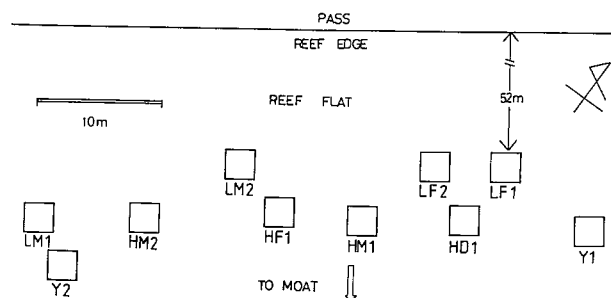 PASS
REEF EDGE
REEF FLAT
52m
10m
LM2
LF2
LF1
LM1
HM2
HF1
HM1
HD1
Y1
Y2
TO MOAT